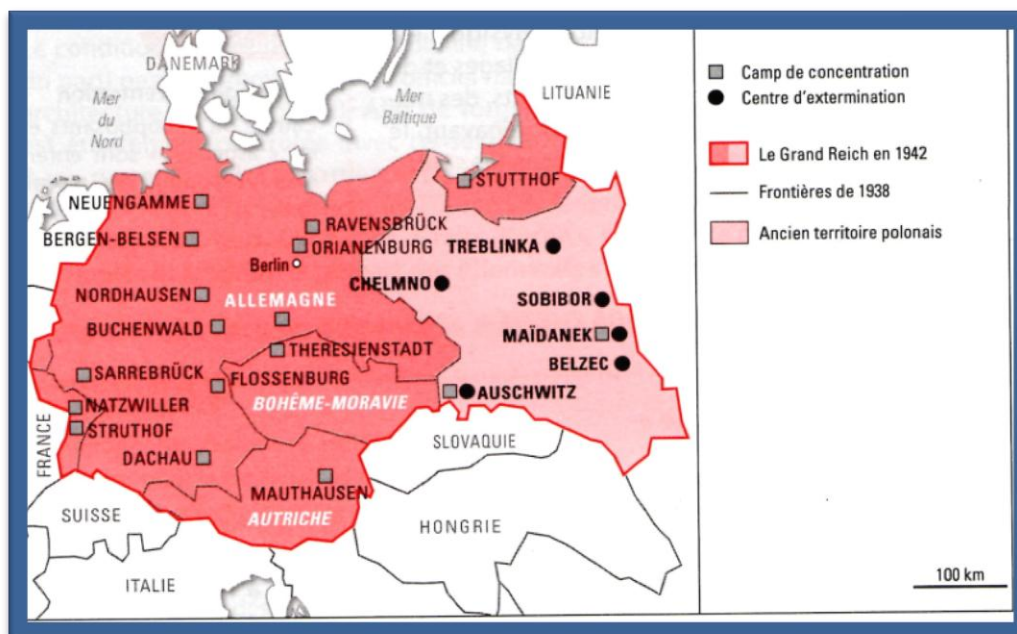 DANEMARK
Mer
du
Nord
Mer
Baltique
LITUANIE
STUTTHOF
NEUENGAMME
RAVENSBRÜCK
BERGEN-BELSEN
ORIANENBURG
TREBLINKA
Berlin
CHELMNO
NORDHAUSEN
ALLEMAGNE
SOBIBOR
BUCHENWALD
MAÏDANEK
THERESIENSTADT
BELZEC
SARREBRÜCK
FLOSSENBURG
AUSCHWITZ
NATZWILLER
BOHÊME-MORAVIE
STRUTHOF
FRANCE
SLOVAQUIE
DACHAU
MAUTHAUSEN
SUISSE
AUTRICHE
HONGRIE
ITALIE
Camp de concentration
Centre d'extermination
Le Grand Reich en 1942
Frontières de 1938
Ancien territoire polonais
100 km